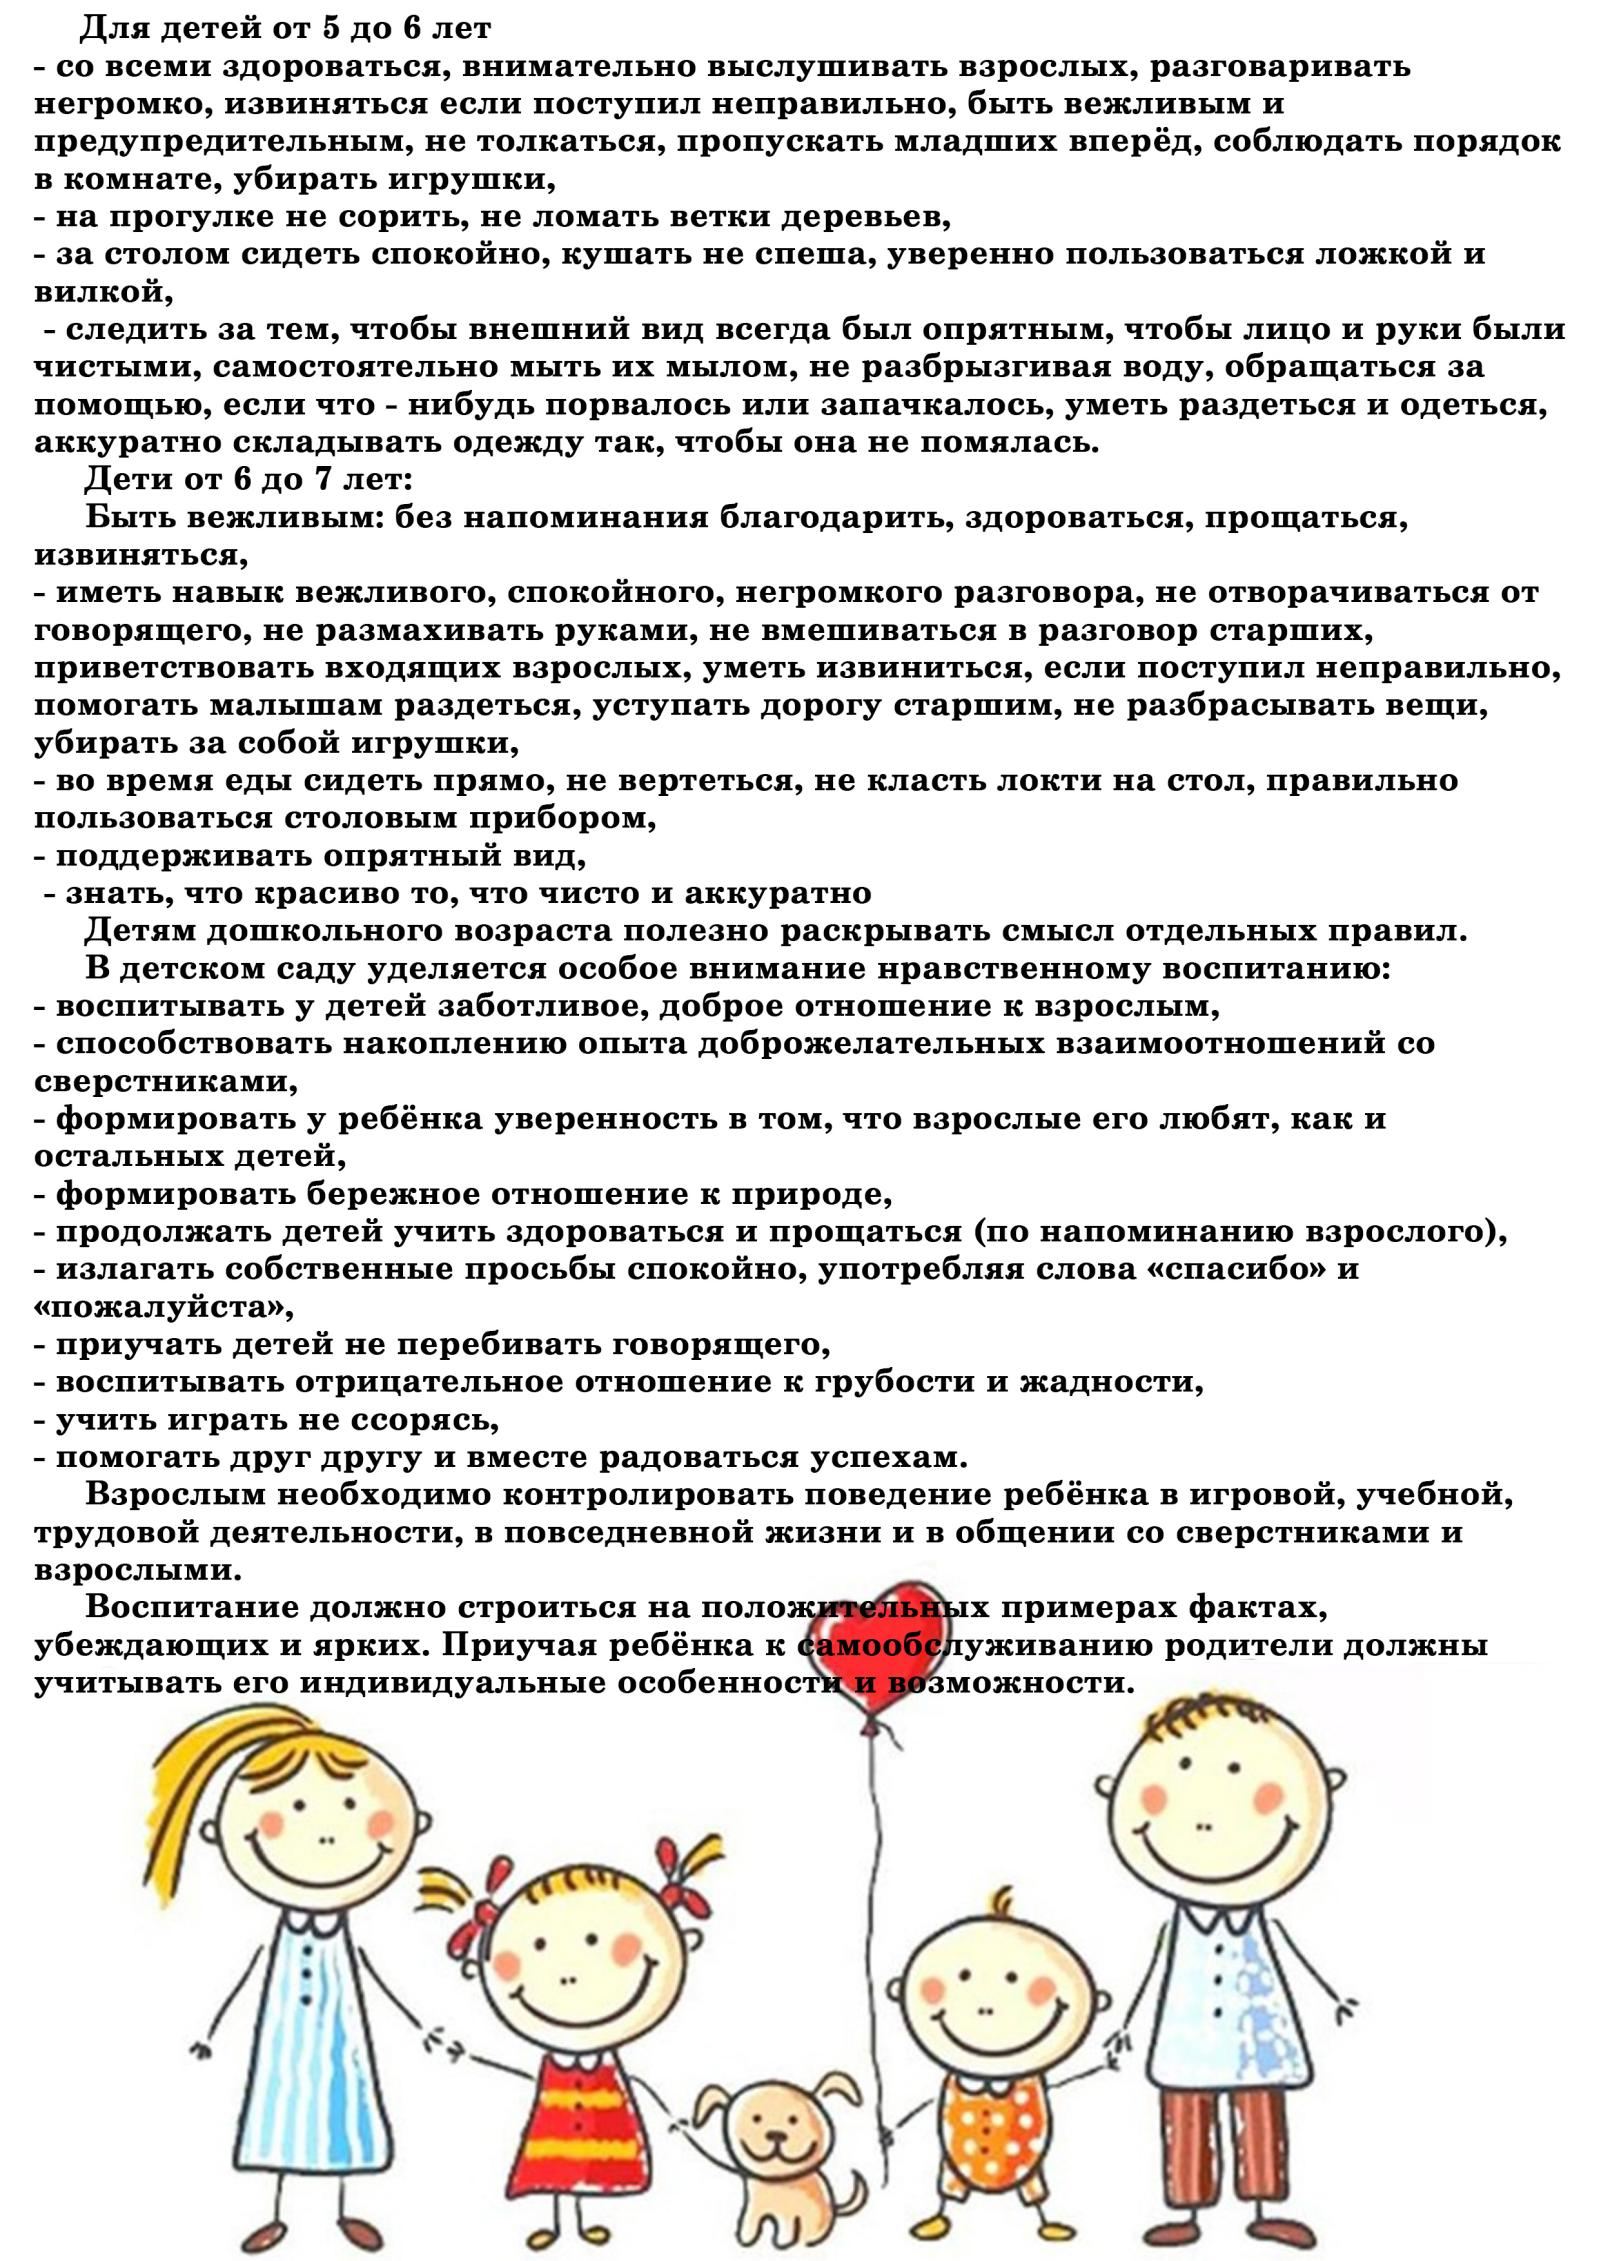 Для детей от 5 до 6 лет
- со всеми здороваться, внимательно выслушивать взрослых, разговаривать
негромко, извиняться если поступил неправильно, быть вежливым и
предупредительным, не толкаться, пропускать младших вперёд, соблюдать порядок
в комнате, убирать игрушки,
- на прогулке не сорить, не ломать ветки деревьев,
- за столом сидеть спокойно, кушать не спеша, уверенно пользоваться ложкой и
вилкой,
- следить за тем, чтобы внешний вид всегда был опрятным, чтобы лицо и руки были
чистыми, самостоятельно мыть их мылом, не разбрызгивая воду, обращаться за
помощью, если что - нибудь порвалось или запачкалось, уметь раздеться и одеться,
аккуратно складывать одежду так, чтобы она не помялась.
Дети от 6 до 7 лет:
Быть вежливым: без напоминания благодарить, здороваться, прощаться,
извиняться,
- иметь навык вежливого, спокойного, негромкого разговора, не отворачиваться от
говорящего, не размахивать руками, не вмешиваться в разговор старших,
приветствовать входящих взрослых, уметь извиниться, если поступил неправильно,
помогать малышам раздеться, уступать дорогу старшим, не разбрасывать вещи,
убирать за собой игрушки,
- во время еды сидеть прямо, не вертеться, не класть локти на стол, правильно
пользоваться столовым прибором,
- поддерживать опрятный вид,
- знать, что красиво то, что чисто и аккуратно
Детям дошкольного возраста полезно раскрывать смысл отдельных правил.
В детском саду уделяется особое внимание нравственному воспитанию:
- воспитывать у детей заботливое, доброе отношение к взрослым,
- способствовать накоплению опыта доброжелательных взаимоотношений со
сверстниками,
- формировать у ребёнка уверенность в том, что взрослые его любят, как и
остальных детей,
- формировать бережное отношение к природе,
- продолжать детей учить здороваться и прощаться (по напоминанию взрослого),
- излагать собственные просьбы спокойно, употребляя слова «спасибо» и
«пожалуйста»,
- приучать детей не перебивать говорящего,
- воспитывать отрицательное отношение к грубости и жадности,
- учить играть не ссорясь,
- помогать друг другу и вместе радоваться успехам.
Взрослым необходимо контролировать поведение ребёнка в игровой, учебной,
трудовой деятельности, в повседневной жизни и в общении со сверстниками и
взрослыми.
Воспитание должно строиться на положительных примерах фактах,
убеждающих и ярких. Приучая ребёнка к самообслуживанию родители должны
учитывать его индивидуальные особенности и возможности.